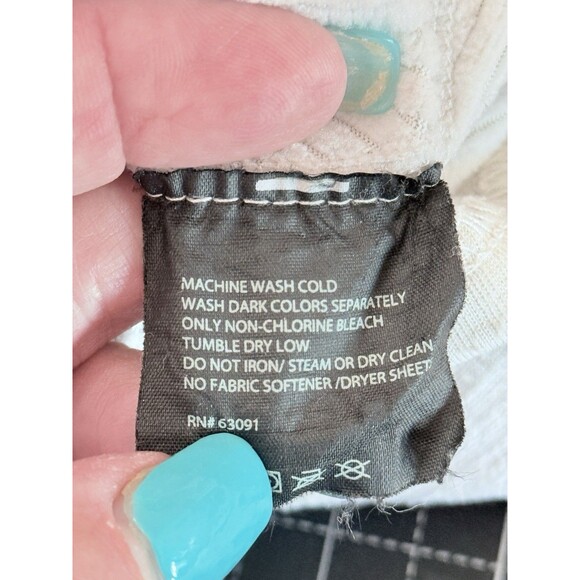 MACHINE WASH COLD
WASH DARK COLORS SEPARATELY
ONLY NON-CHLORINE BLEACH
TUMBLE DRY LOW
DO NOT IRON/ STEAM OR DRY CLEAN
NO FABRIC SOFTENER /DRYER SHEET
RN# 63091